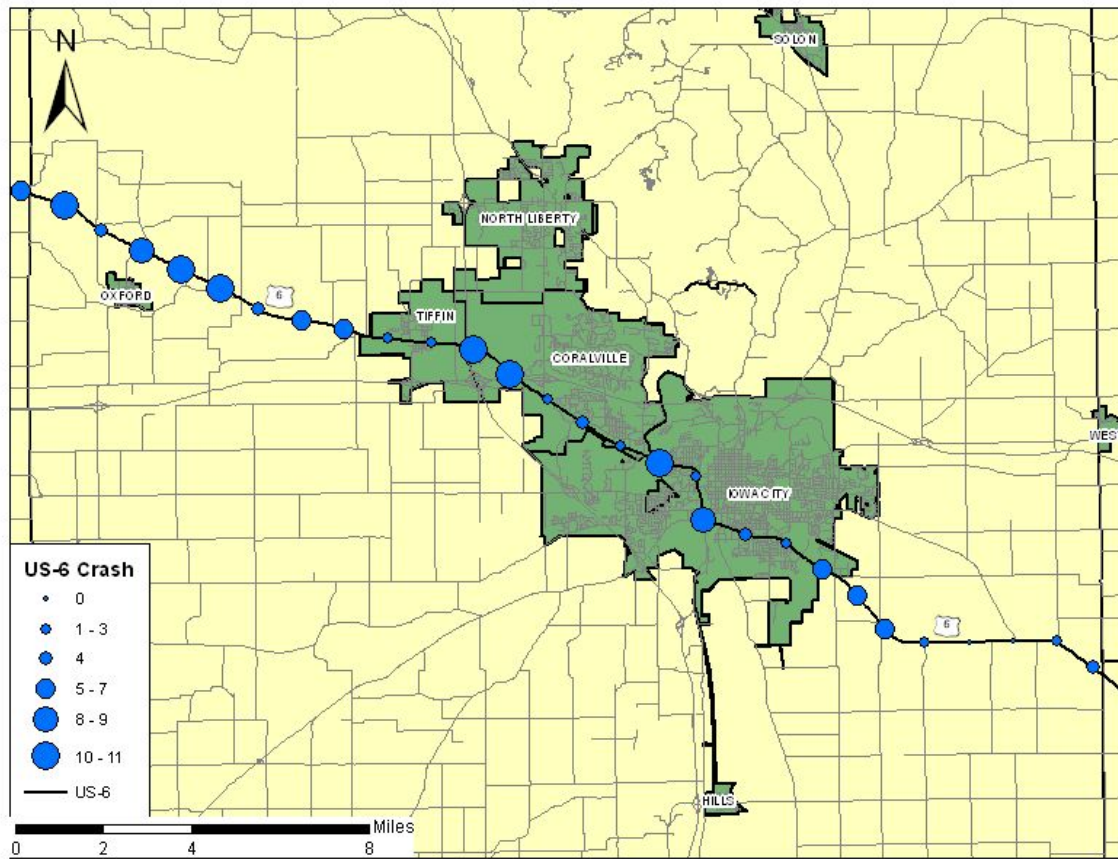 N
SOLON
NORTH LIBERTY
OXFORD
6
TIFFIN
CORALVILLE
WES
IOWA CITY
6
HILLS
US-6 Crash
0
1 - 3
4
5 - 7
8 - 9
10 - 11
US-6
Miles
0 2 4 8